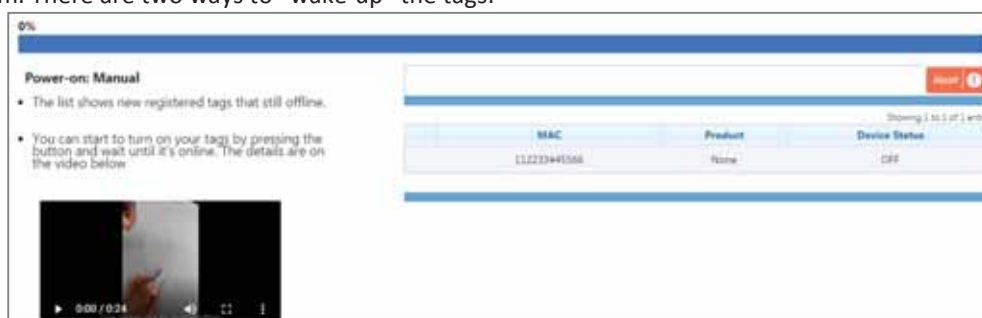 m. There are two ways to "wake-up" the tags:
0%
Power-on: Manual
• The list shows new registered tags that still offline.
• You can start to turn on your tags by pressing the
button and wait until it's online. The details are on
the video below
Showing 1 to 1 of 1
MAC Product Device Status
112233445566 None OFF
0:00 / 0:24